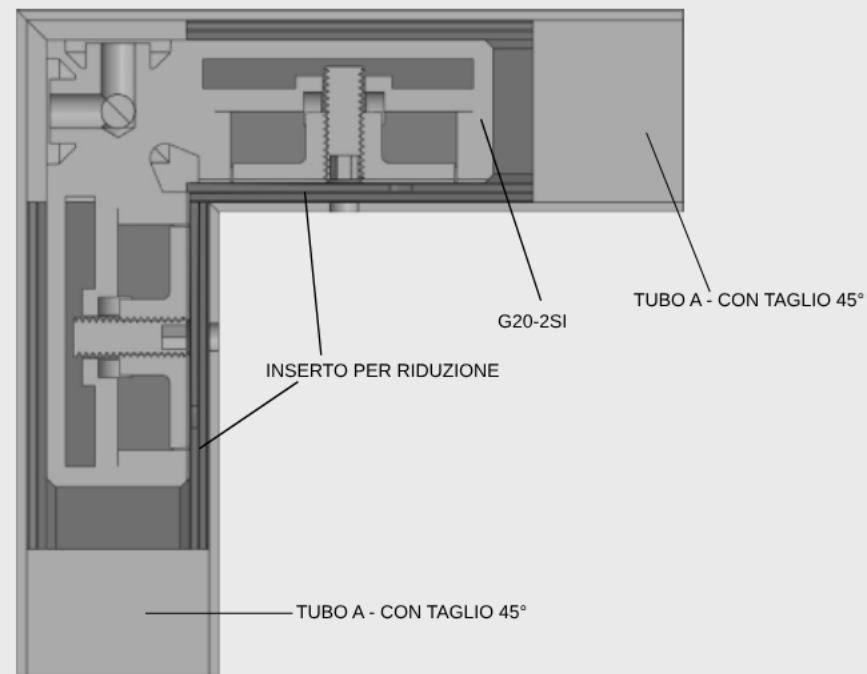 TUBO A - CON TAGLIO 45°
G20-2SI
INSERTO PER RIDUZIONE
TUBO A - CON TAGLIO 45°